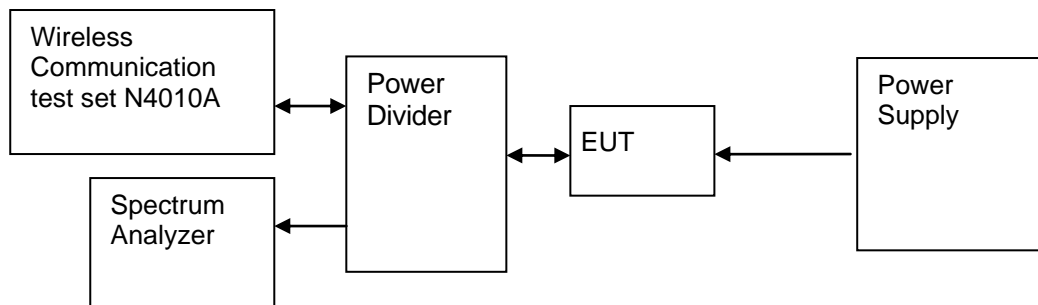 Wireless
Communication
test set N4010A
Power
Divider
EUT
Power
Supply
Spectrum
Analyzer